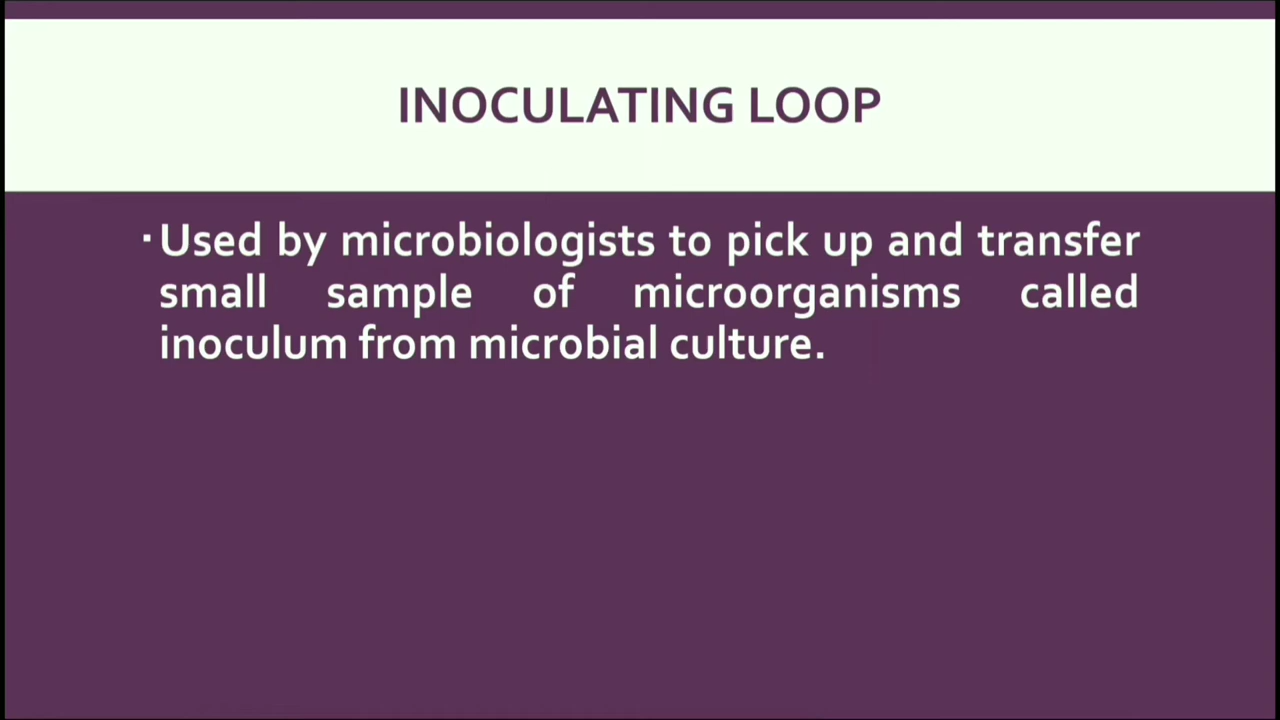 INOCULATING LOOP
▪Used by microbiologists to pick up and transfer
small sample of microorganisms called
inoculum from microbial culture.